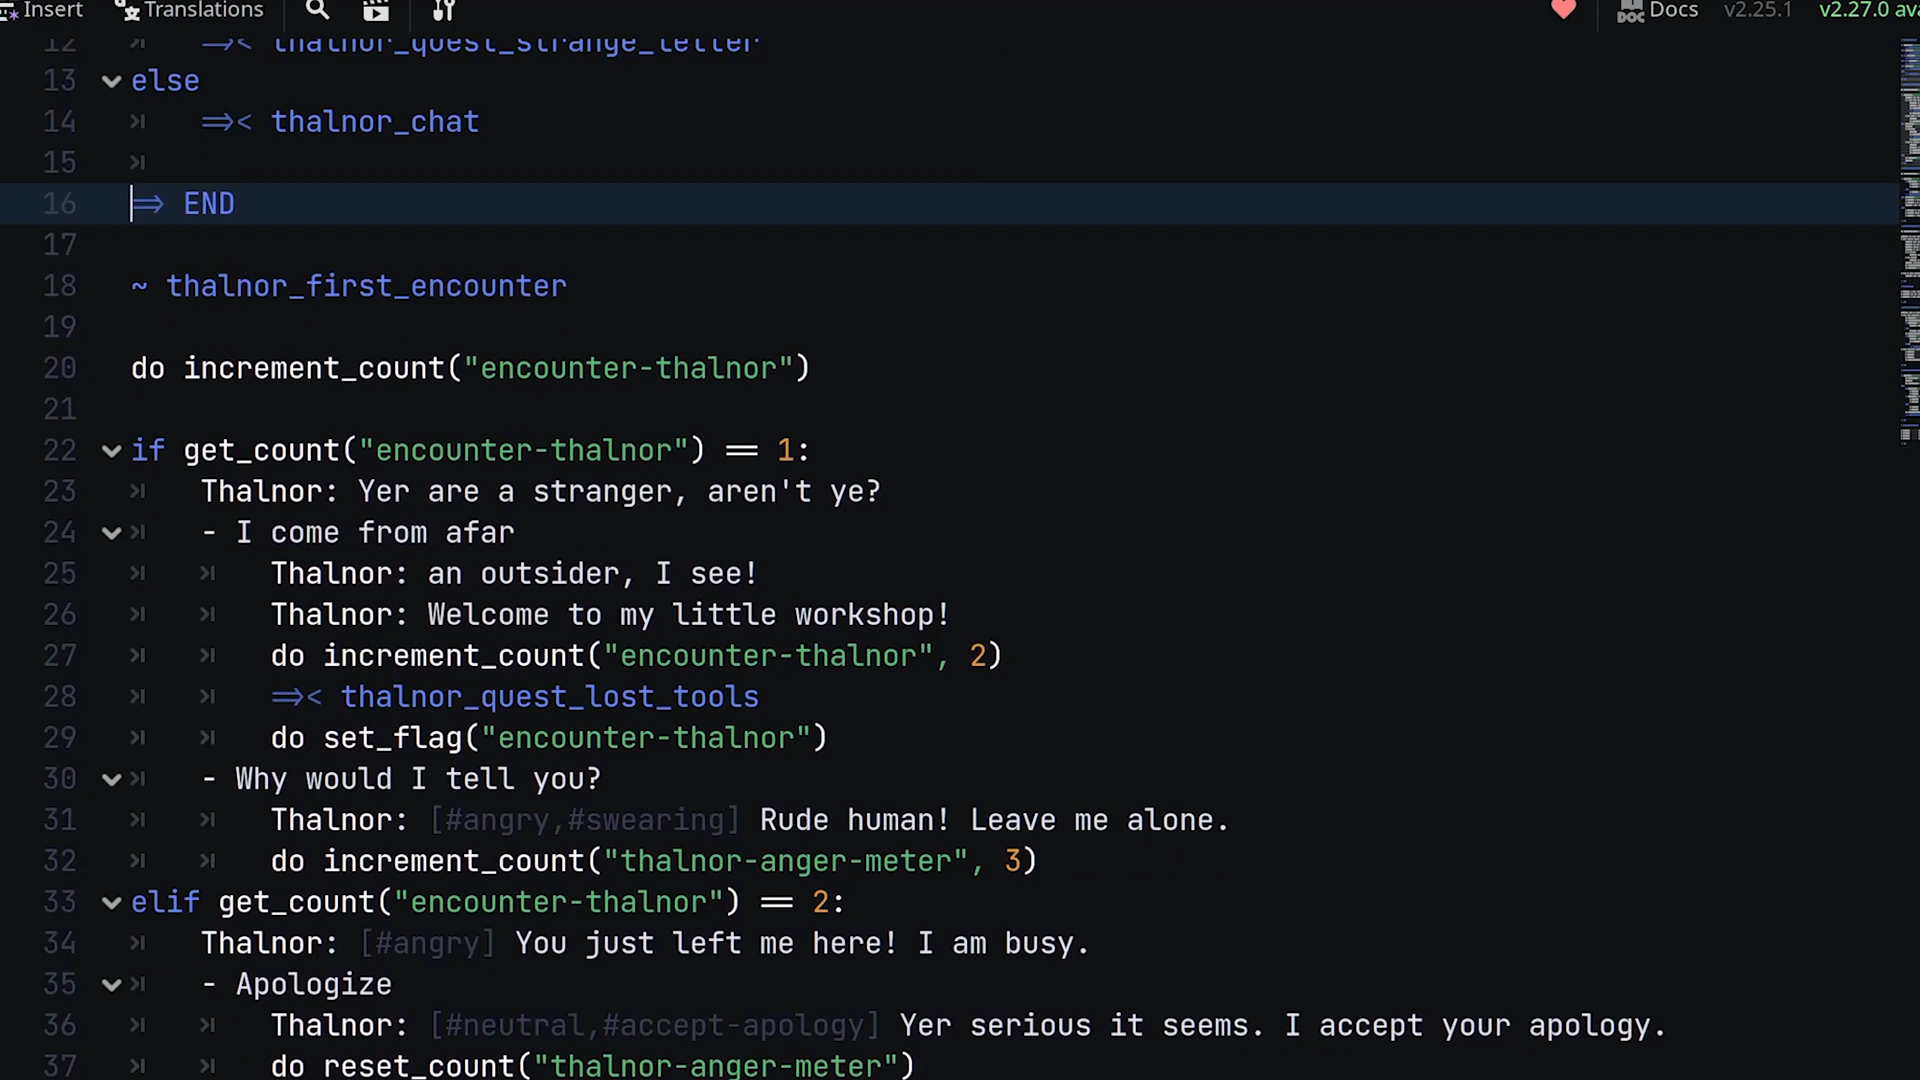 Insert Translations Docs v2.25.1 v2.27.0 ava
12 =>< thalnor_quest_strange_letter
13 else
14 =>< thalnor_chat
15
16 => END
17
18 ~ thalnor_first_encounter
19
20 do increment_count("encounter-thalnor")
21
22 if get_count("encounter-thalnor") == 1:
23 Thalnor: Yer are a stranger, aren't ye?
24 - I come from afar
25 Thalnor: an outsider, I see!
26 Thalnor: Welcome to my little workshop!
27 do increment_count("encounter-thalnor", 2)
28 =>< thalnor_quest_lost_tools
29 do set_flag("encounter-thalnor")
30 - Why would I tell you?
31 Thalnor: [#angry,#swearing] Rude human! Leave me alone.
32 do increment_count("thalnor-anger-meter", 3)
33 elif get_count("encounter-thalnor") == 2:
34 Thalnor: [#angry] You just left me here! I am busy.
35 - Apologize
36 Thalnor: [#neutral,#accept-apology] Yer serious it seems. I accept your apology.
37 do reset_count("thalnor-anger-meter")